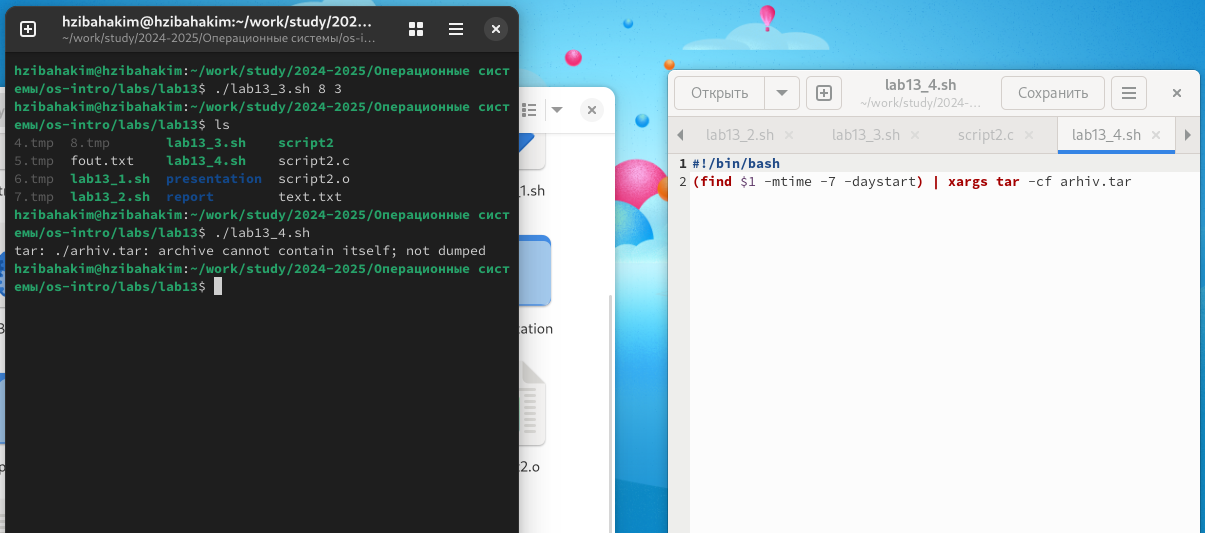 hzibahakim@hzibahakim:~/work/study/202…
~/work/study/2024-2025/Операционные системы/os-i…
hzibahakim@hzibahakim:~/work/study/2024-2025/Операционные сист
емы/os-intro/labs/lab13$ ./lab13_3.sh 8 3
hzibahakim@hzibahakim:~/work/study/2024-2025/Операционные сист
емы/os-intro/labs/lab13$ ls
4.tmp 8.tmp lab13_3.sh script2
5.tmp fout.txt lab13_4.sh script2.c
6.tmp lab13_1.sh presentation script2.o
7.tmp lab13_2.sh report text.txt
hzibahakim@hzibahakim:~/work/study/2024-2025/Операционные сист
емы/os-intro/labs/lab13$ ./lab13_4.sh
tar: ./arhiv.tar: archive cannot contain itself; not dumped
hzibahakim@hzibahakim:~/work/study/2024-2025/Операционные сист
емы/os-intro/labs/lab13$
_1.sh
tation
t2.o
Открыть
lab13_4.sh
~/work/study/2024-…
Сохранить
lab13_2.sh lab13_3.sh script2.c lab13_4.sh
1 #!/bin/bash
2 (find $1 -mtime -7 -daystart) | xargs tar -cf arhiv.tar